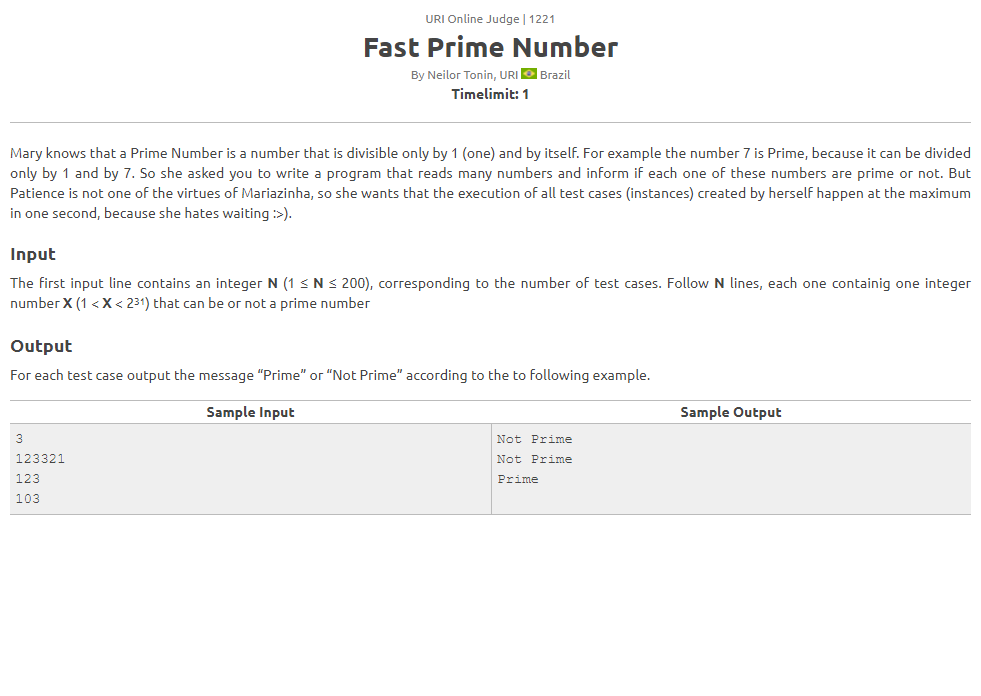 URI Online Judge | 1221
Fast Prime Number
By Neilor Tonin, URI Brazil
Timelimit: 1
Mary knows that a Prime Number is a number that is divisible only by 1 (one) and by itself. For example the number 7 is Prime, because it can be divided
only by 1 and by 7. So she asked you to write a program that reads many numbers and inform if each one of these numbers are prime or not. But
Patience is not one of the virtues of Mariazinha, so she wants that the execution of all test cases (instances) created by herself happen at the maximum
in one second, because she hates waiting :>).
Input
The first input line contains an integer N (1 ≤ N ≤ 200), corresponding to the number of test cases. Follow N lines, each one containig one integer
number X (1 < X < 2³¹) that can be or not a prime number
Output
For each test case output the message “Prime” or “Not Prime” according to the to following example.
Sample Input Sample Output
3 Not Prime
123321 Not Prime
123 Prime
103